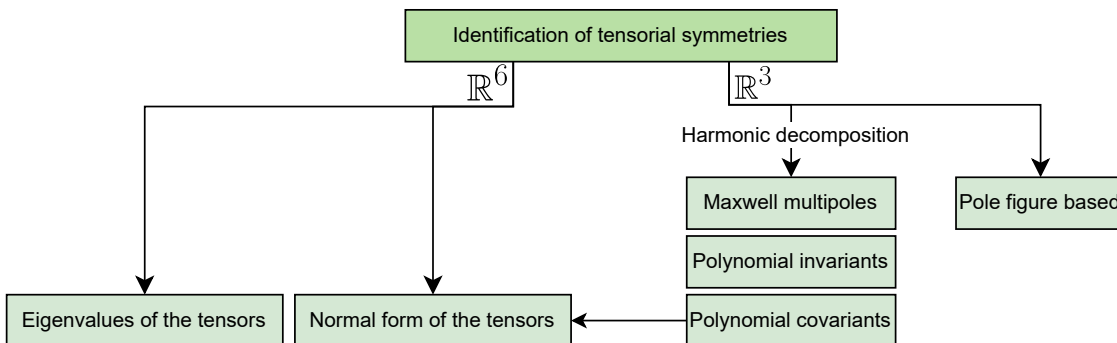 Identification of tensorial symmetries
ℝ⁶
ℝ³
Harmonic decomposition
Maxwell multipoles
Pole figure based
Polynomial invariants
Eigenvalues of the tensors
Normal form of the tensors
Polynomial covariants